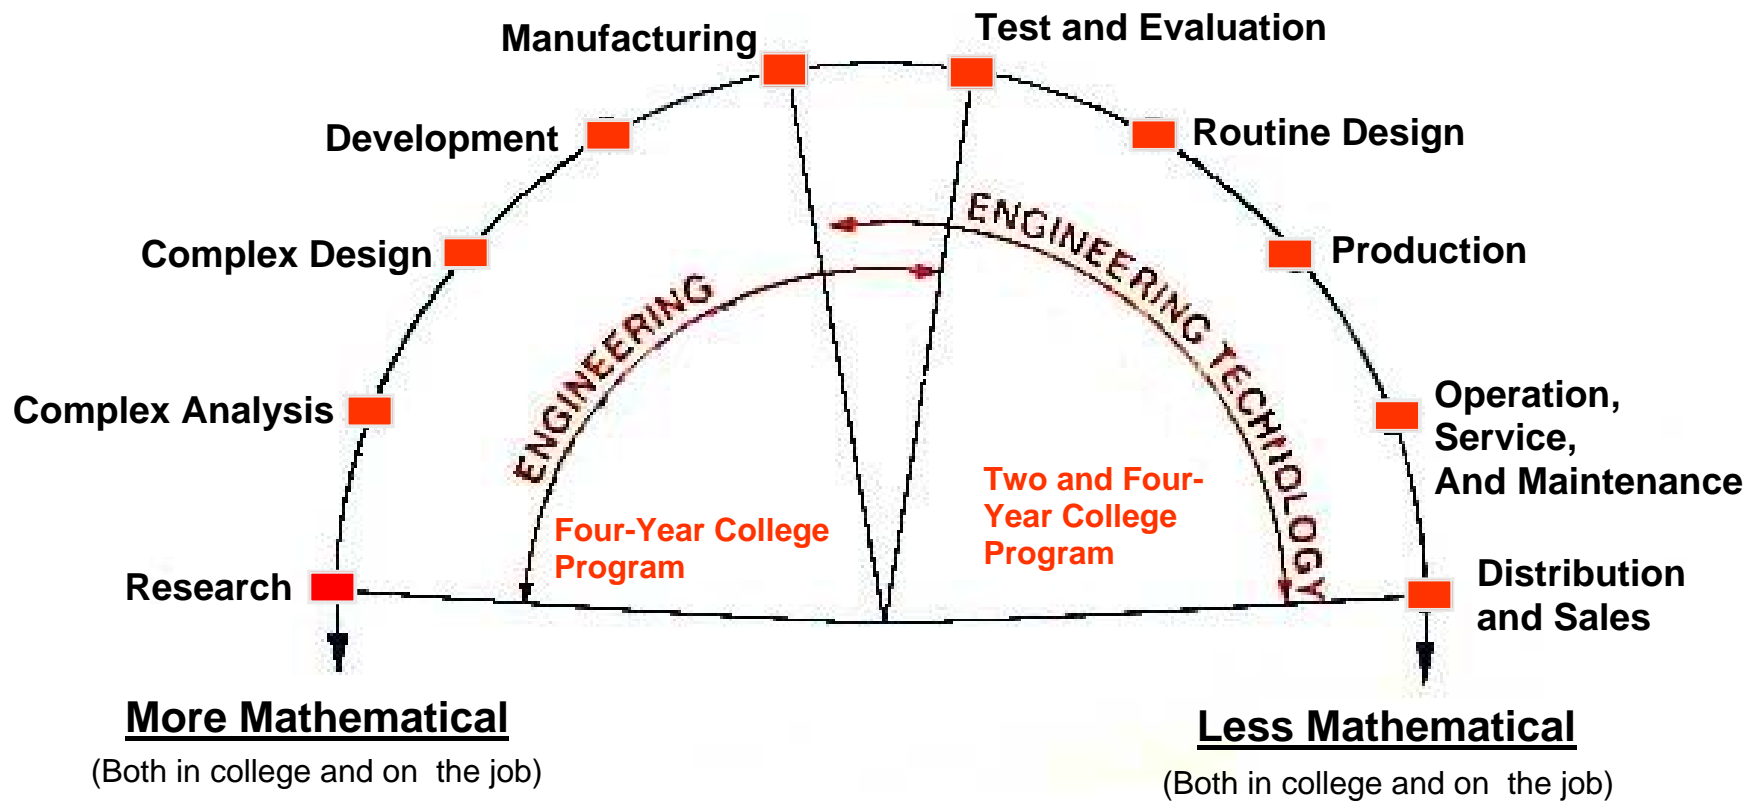 Manufacturing
Test and Evaluation
Development
Routine Design
Complex Design
Production
ENGINEERING
ENGINEERING TECHNOLOGY
Complex Analysis
Operation,
Service,
And Maintenance
Four-Year College
Program
Two and Four-
Year College
Program
Research
Distribution
and Sales
More Mathematical
(Both in college and on the job)
Less Mathematical
(Both in college and on the job)